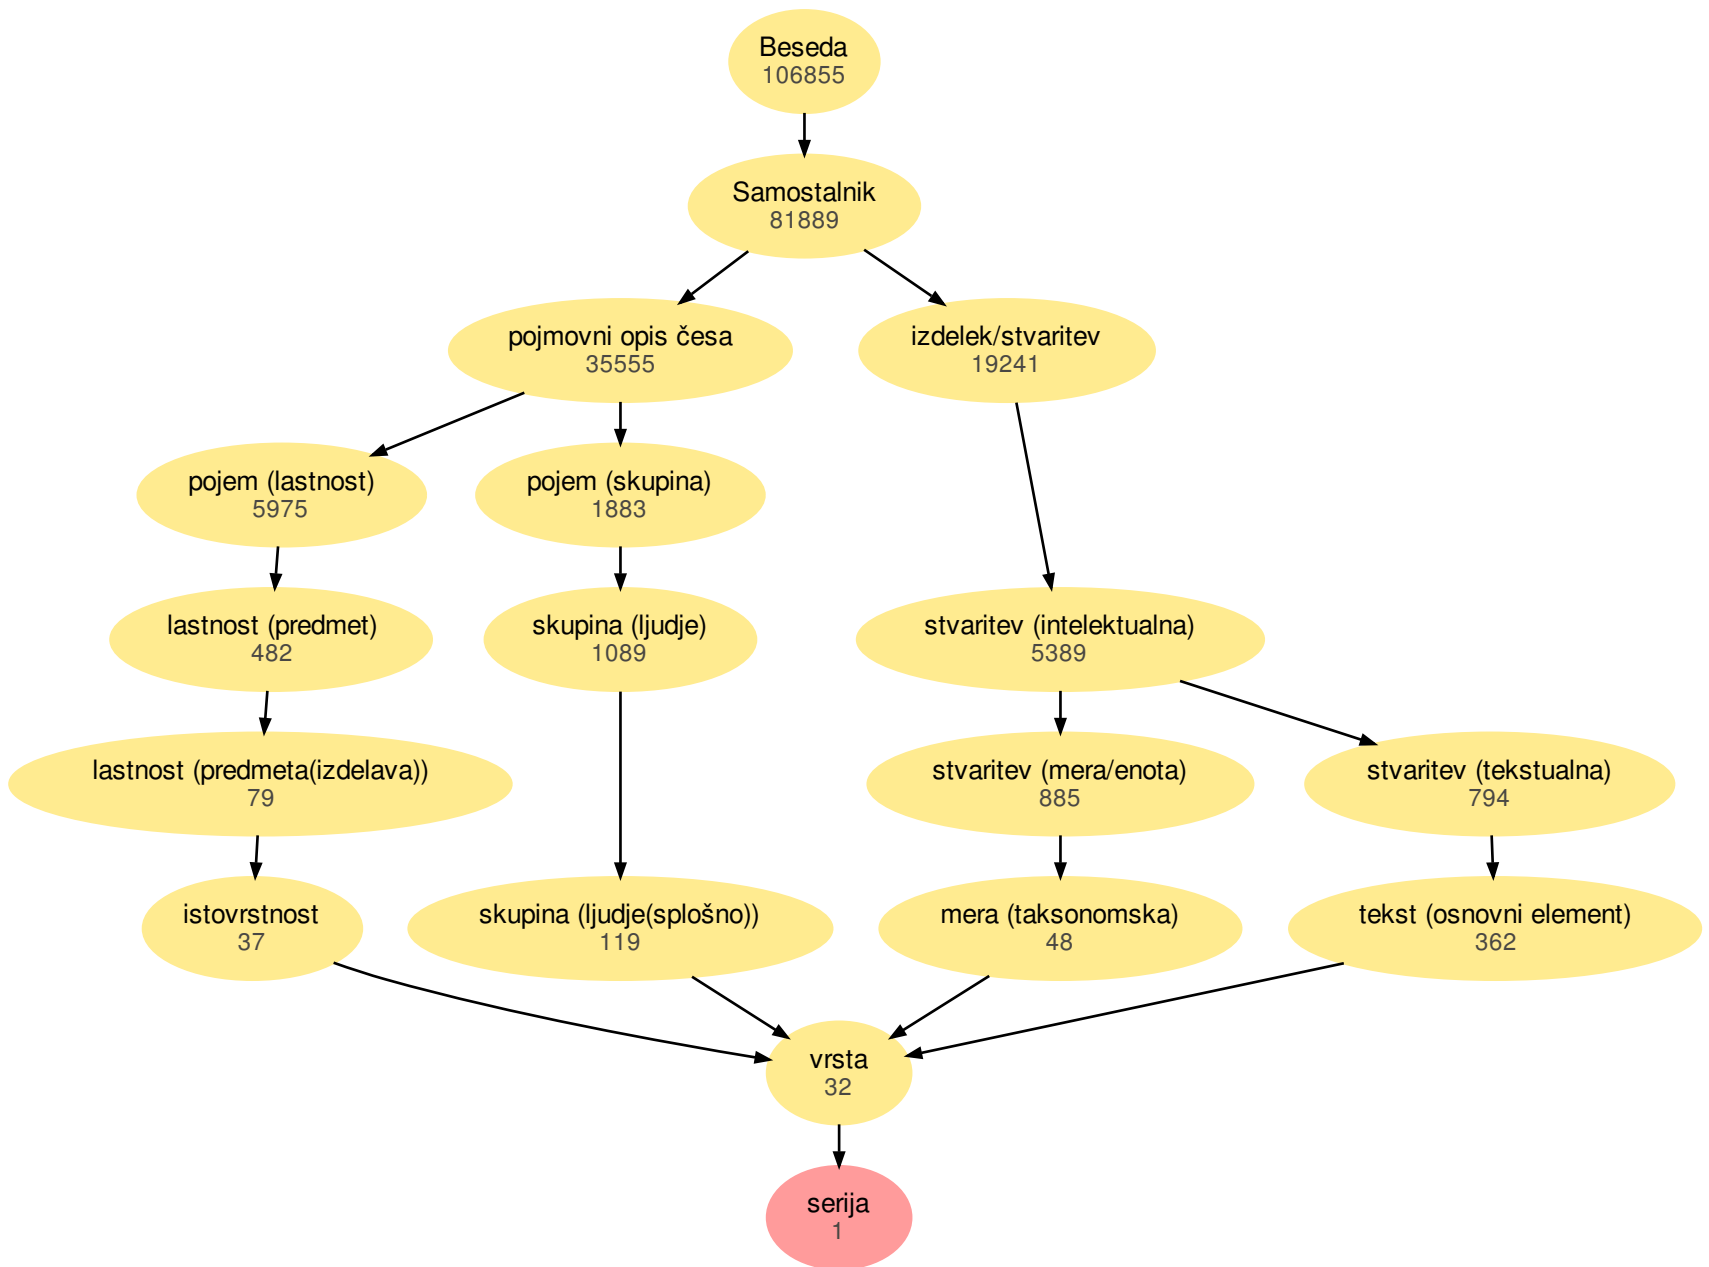 Beseda
106855
Samostalnik
81889
pojmovni opis česa
35555
izdelek/stvaritev
19241
pojem (lastnost)
5975
pojem (skupina)
1883
lastnost (predmet)
482
skupina (ljudje)
1089
stvaritev (intelektualna)
5389
lastnost (predmeta(izdelava))
79
stvaritev (mera/enota)
885
stvaritev (tekstualna)
794
istovrstnost
37
skupina (ljudje(splošno))
119
mera (taksonomska)
48
tekst (osnovni element)
362
vrsta
32
serija
1